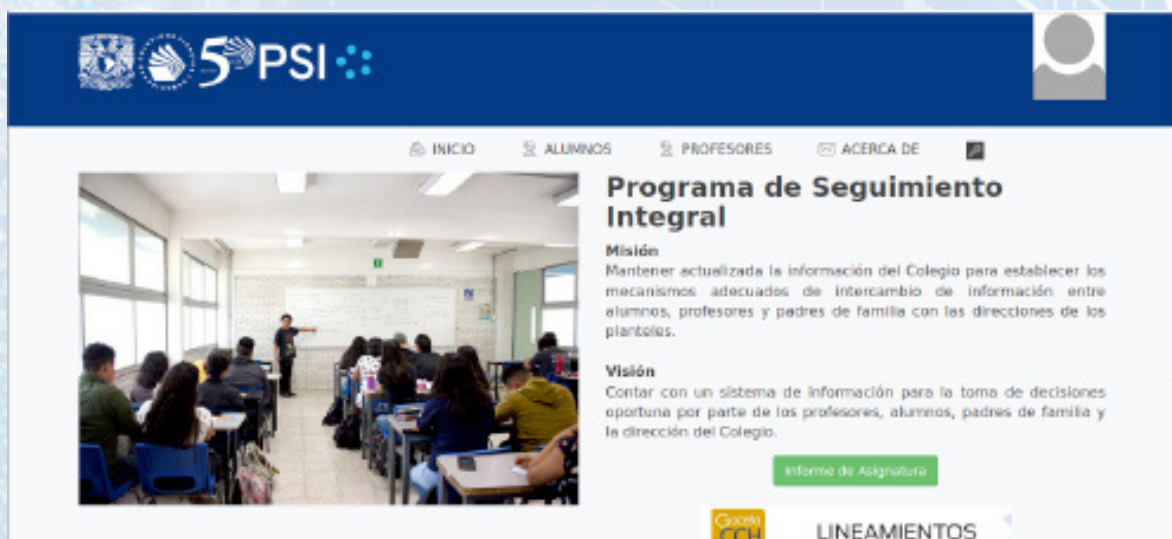 5 PSI
INICIO ALUMNOS PROFESORES ACERCA DE
Programa de Seguimiento
Integral
Misión
Mantener actualizada la información del Colegio para establecer los
mecanismos adecuados de intercambio de información entre
alumnos, profesores y padres de familia con las direcciones de los
planteles.
Visión
Contar con un sistema de información para la toma de decisiones
oportuna por parte de los profesores, alumnos, padres de familia y
la dirección del Colegio.
Informe de Asignatura
Gaceta
CCH
LINEAMIENTOS